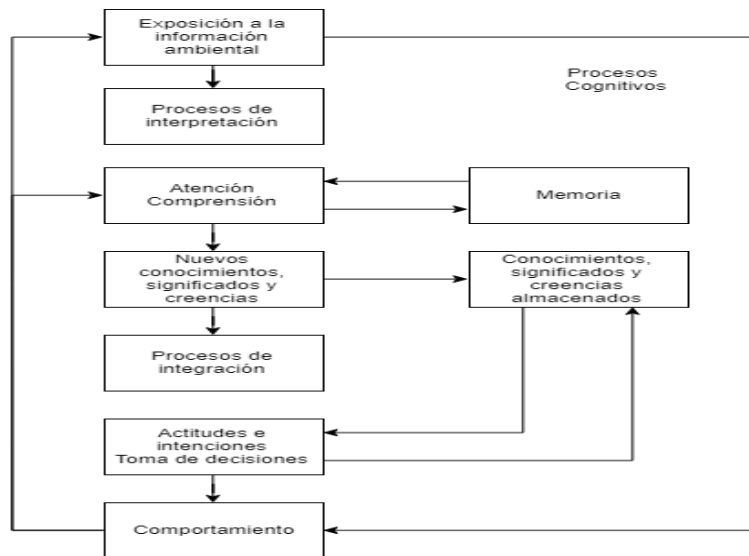 Exposición a la
información
ambiental
Procesos
Cognitivos
Procesos de
interpretación
Atención
Comprensión
Memoria
Nuevos
conocimientos,
significados y
creencias
Conocimientos,
significados y
creencias
almacenados
Procesos de
integración
Actitudes e
intenciones
Toma de decisiones
Comportamiento